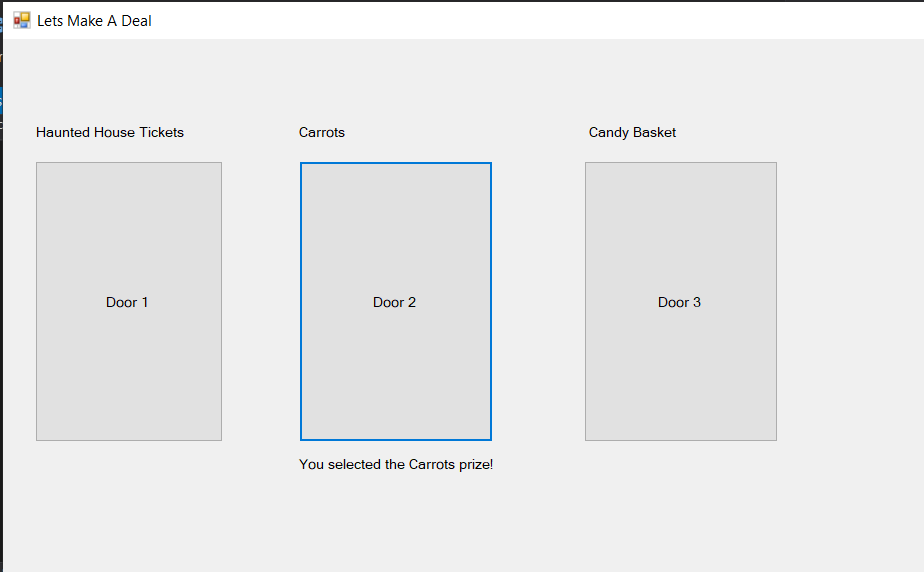 Lets Make A Deal
Haunted House Tickets
Carrots
Candy Basket
Door 1
Door 2
Door 3
You selected the Carrots prize!